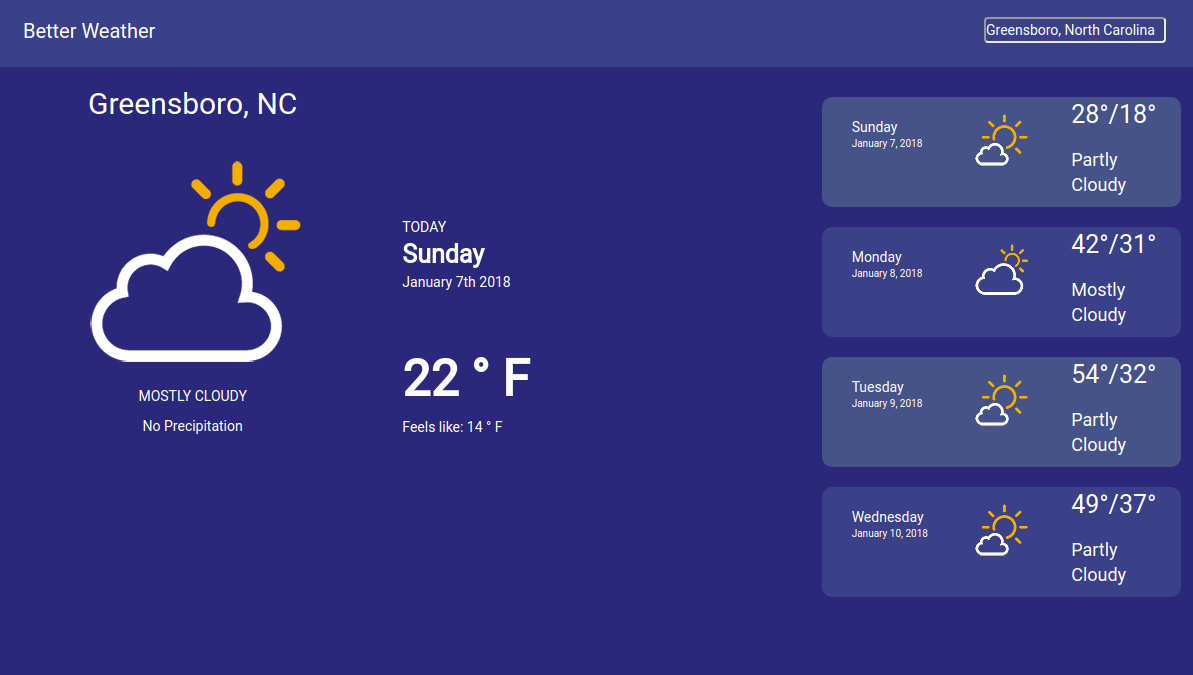 Better Weather
Greensboro, North Carolina
Greensboro, NC
MOSTLY CLOUDY
No Precipitation
TODAY
Sunday
January 7th 2018
22 ° F
Feels like: 14 ° F
Sunday
January 7, 2018
28°/18°
Partly
Cloudy
Monday
January 8, 2018
42°/31°
Mostly
Cloudy
Tuesday
January 9, 2018
54°/32°
Partly
Cloudy
Wednesday
January 10, 2018
49°/37°
Partly
Cloudy